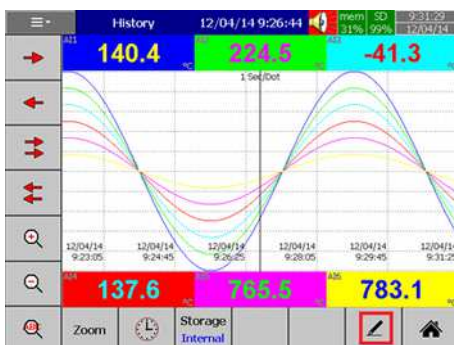 History 12/04/14 9:26:44 mem 31% SD 99% 9:31:29 12/04/14
AI1 140.4 °C 224.5 °C -41.3 °C
1 Sec/Dot
12/04/14 12/04/14 12/04/14 12/04/14 12/04/14 12/04/14
9:23:05 9:24:45 9:26:25 9:28:05 9:29:45 9:31:25
AI4 137.6 °C 765.5 °C AI6 783.1 °C
ABC Zoom Storage
Internal